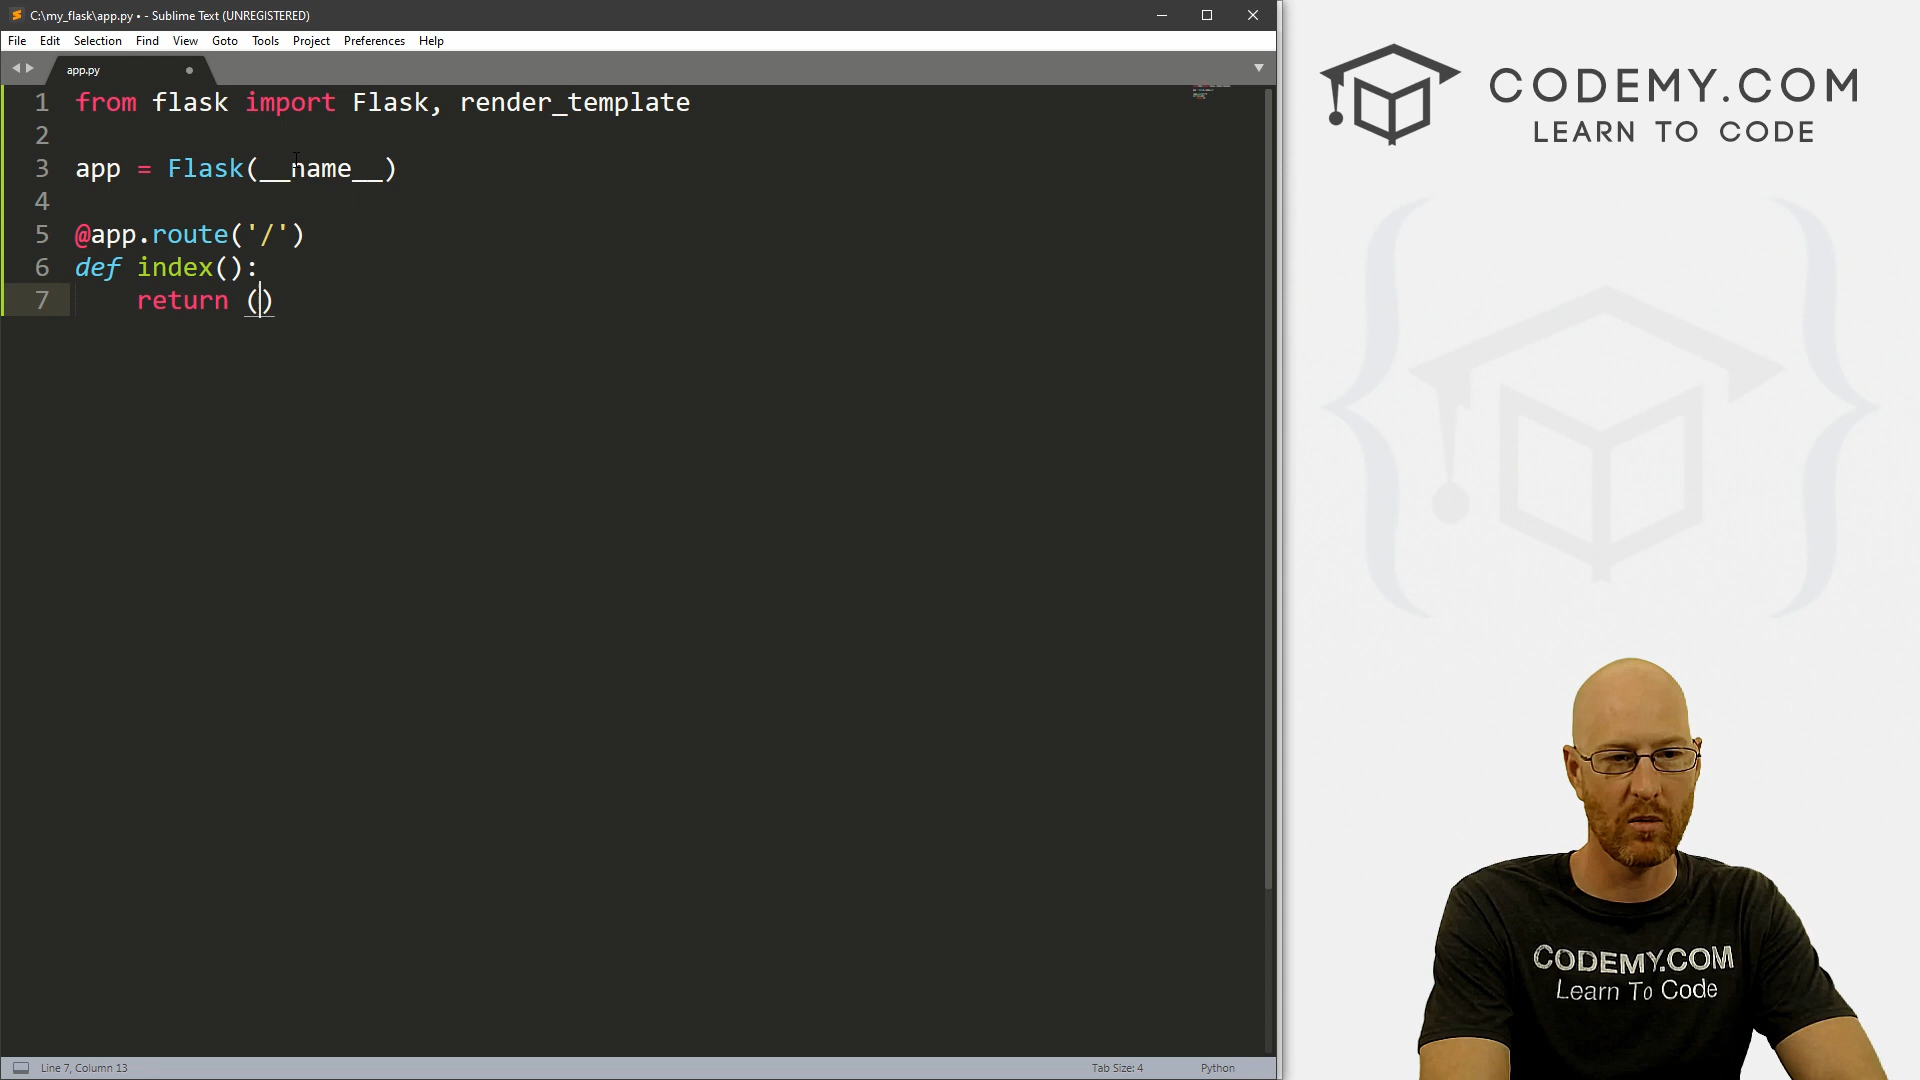 C:\my_flask\app.py • - Sublime Text (UNREGISTERED)
File Edit Selection Find View Goto Tools Project Preferences Help
app.py
1 from flask import Flask, render_template
2
3 app = Flask(__name__)
4
5 @app.route('/')
6 def index():
7 return ()
Line 7, Column 13
Tab Size: 4
Python
CODEMY.COM
LEARN TO CODE
CODEMY.COM
Learn To Code